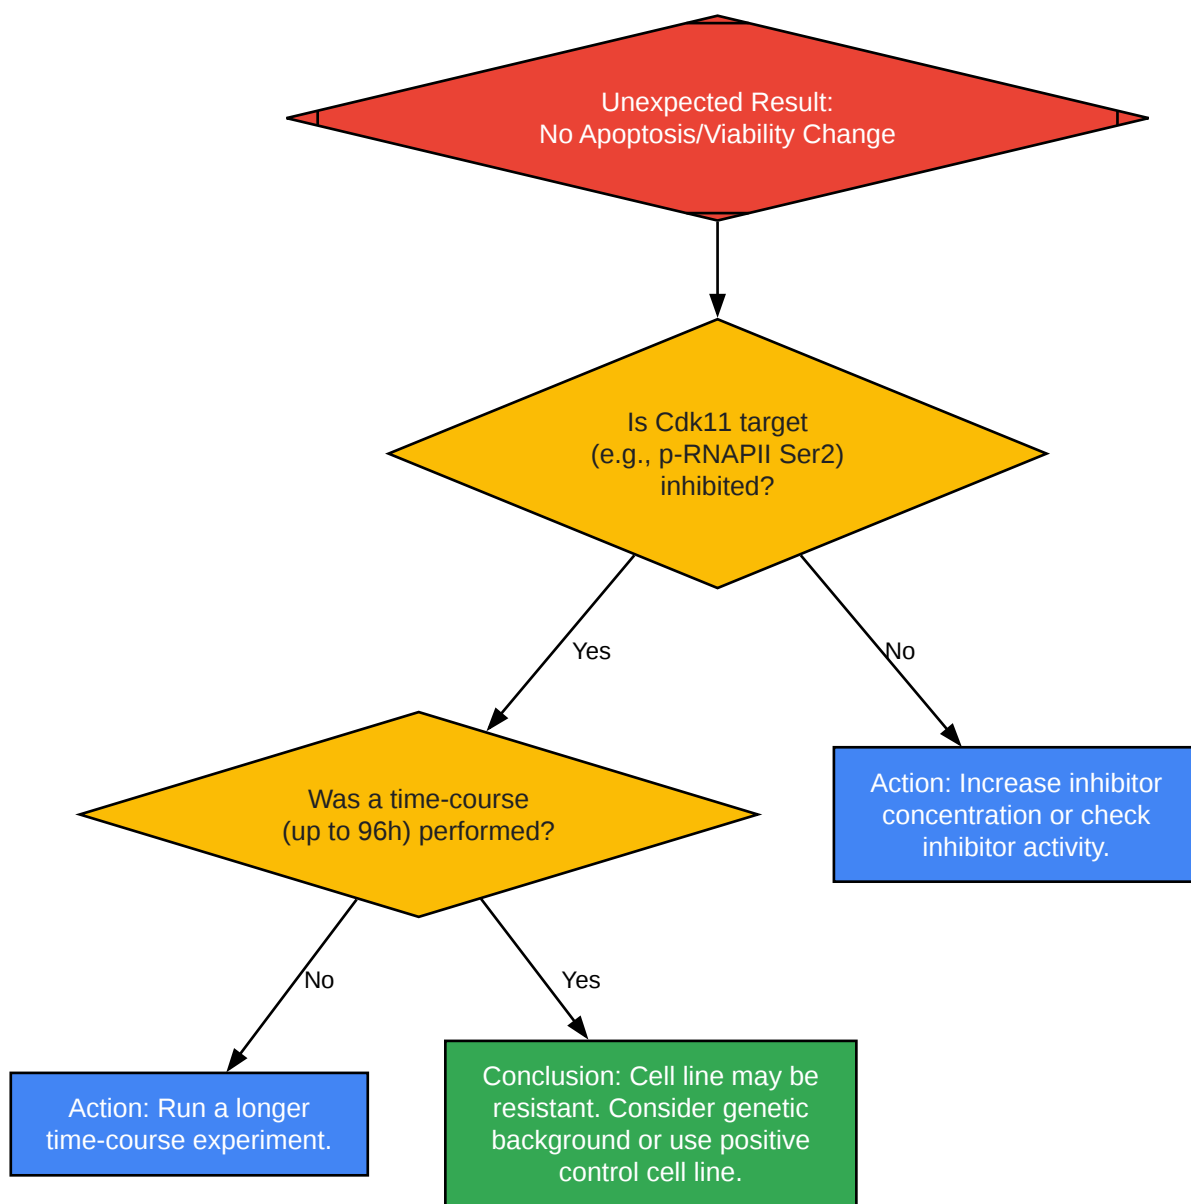 Unexpected Result:
No Apoptosis/Viability Change
Is Cdk11 target
(e.g., p-RNAPII Ser2)
inhibited?
Yes
No
Was a time-course
(up to 96h) performed?
Action: Increase inhibitor
concentration or check
inhibitor activity.
No
Yes
Action: Run a longer
time-course experiment.
Conclusion: Cell line may be
resistant. Consider genetic
background or use positive
control cell line.